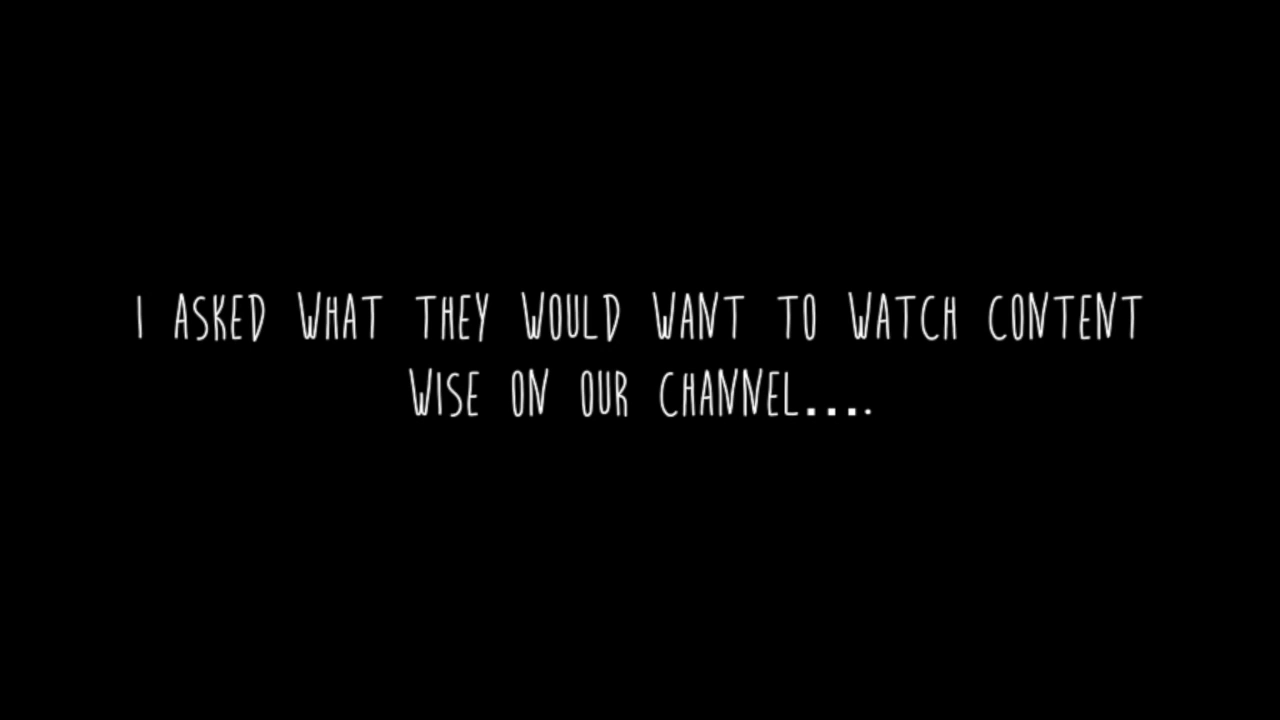 I ASKED WHAT THEY WOULD WANT TO WATCH CONTENT
WISE ON OUR CHANNEL....